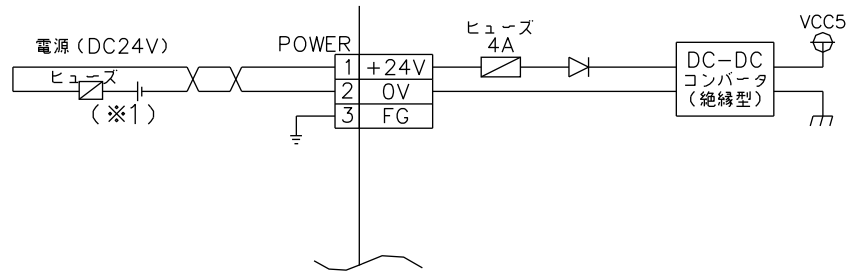 電源(DC24V)
ヒューズ
(※1)
POWER
1 +24V
2 0V
3 FG
ヒューズ
4A
DC-DC
コンバータ
(絶縁型)
VCC5